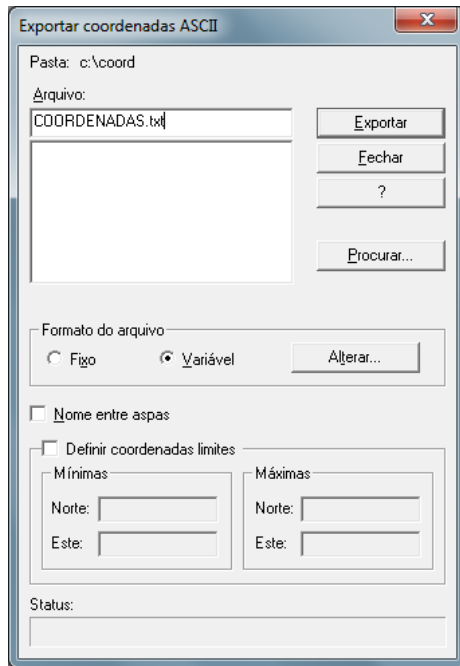 Exportar coordenadas ASCII
Pasta: c:\coord
Arquivo:
COORDENADAS.txt
Exportar
Fechar
?
Procurar...
Formato do arquivo
Fixo
Variável
Alterar...
Nome entre aspas
Definir coordenadas limites
Mínimas
Norte:
Este:
Máximas
Norte:
Este:
Status: